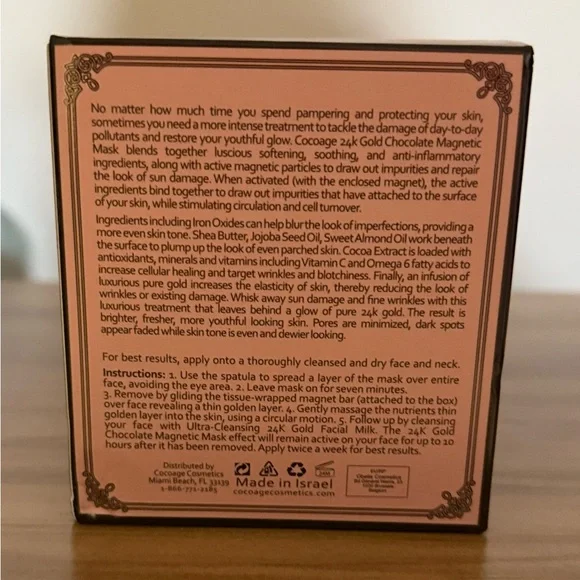 No matter how much time you spend pampering and protecting your skin,
sometimes you need a more intense treatment to tackle the damage of day-to-day
pollutants and restore your youthful glow. Cocoage 24k Gold Chocolate Magnetic
Mask blends together luscious softening, soothing, and anti-inflammatory
ingredients, along with active magnetic particles to draw out impurities and repair
the look of sun damage. When activated (with the enclosed magnet), the active
ingredients bind together to draw out impurities that have attached to the surface
of your skin, while stimulating circulation and cell turnover.
Ingredients including Iron Oxides can help blur the look of imperfections, providing a
more even skin tone. Shea Butter, Jojoba Seed Oil, Sweet Almond Oil work beneath
the surface to plump up the look of even parched skin. Cocoa Extract is loaded with
antioxidants, minerals and vitamins including Vitamin C and Omega 6 fatty acids to
increase cellular healing and target wrinkles and blotchiness. Finally, an infusion of
luxurious pure gold increases the elasticity of skin, thereby reducing the look of
wrinkles or existing damage. Whisk away sun damage and fine wrinkles with this
luxurious treatment that leaves behind a glow of pure 24k gold. The result is
brighter, fresher, more youthful looking skin. Pores are minimized, dark spots
appear faded while skin tone is even and dewier looking.
For best results, apply onto a thoroughly cleansed and dry face and neck.
Instructions: 1. Use the spatula to spread a layer of the mask over entire
face, avoiding the eye area. 2. Leave mask on for seven minutes.
3. Remove by gliding the tissue-wrapped magnet bar (attached to the box)
over face revealing a thin golden layer. 4. Gently massage the nutrients thin
golden layer into the skin, using a circular motion. 5. Follow up by cleansing
your face with Ultra-Cleansing 24K Gold Facial Milk. The 24K Gold
Chocolate Magnetic Mask effect will remain active on your face for up to 20
hours after it has been removed. Apply twice a week for best results.
Distributed by
Cocoage Cosmetics
Miami Beach, FL 33139
1-866-771-2185
Made in Israel
cocoagecosmetics.com